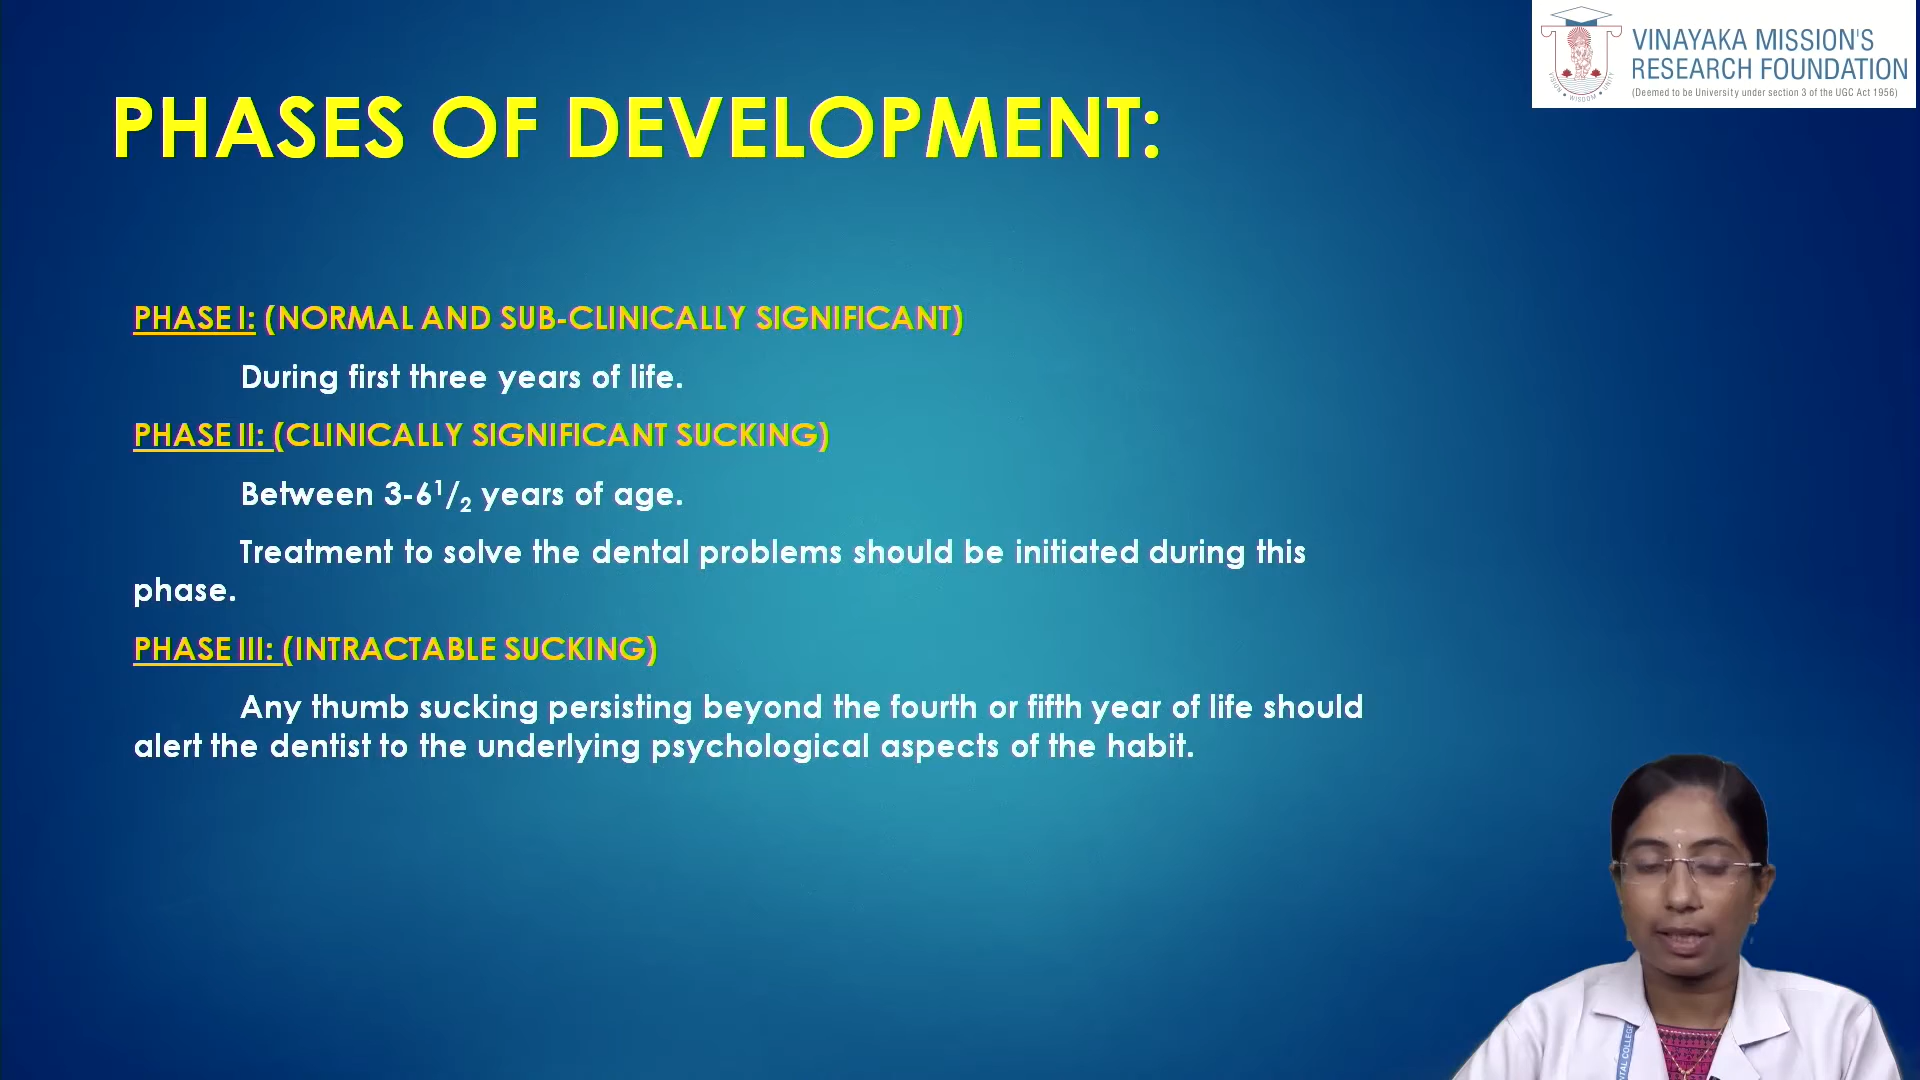 VINAYAKA MISSION'S
RESEARCH FOUNDATION
(Deemed to be University under section 3 of the UGC Act 1956)
VISION • WISDOM • UNITY
PHASES OF DEVELOPMENT:
PHASE I: (NORMAL AND SUB-CLINICALLY SIGNIFICANT)
During first three years of life.
PHASE II: (CLINICALLY SIGNIFICANT SUCKING)
Between 3-6¹/₂ years of age.
Treatment to solve the dental problems should be initiated during this
phase.
PHASE III: (INTRACTABLE SUCKING)
Any thumb sucking persisting beyond the fourth or fifth year of life should
alert the dentist to the underlying psychological aspects of the habit.
COLLEGE